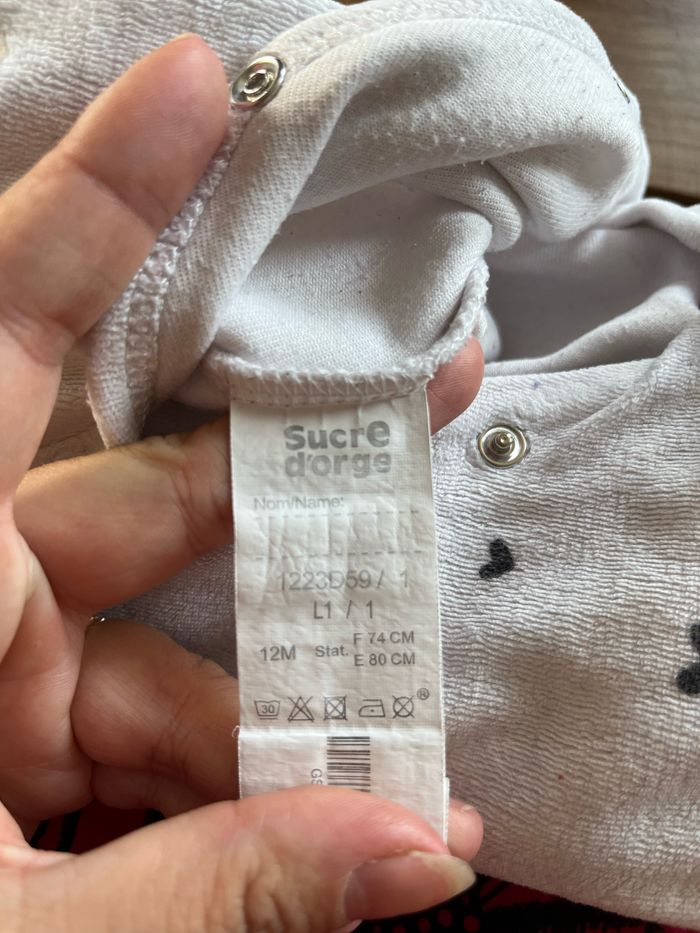 Sucre
d'orge
Nom/Name:
1223D59 / 1
L1 / 1
12M Stat. F 74 CM
E 80 CM
30 ®